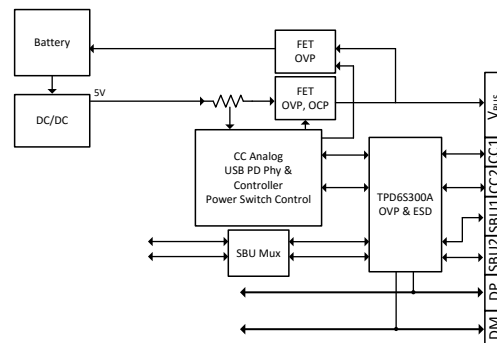 Battery
FET
OVP
5V
DC/DC
FET
OVP, OCP
VBUS
CC Analog
USB PD Phy &
Controller
Power Switch Control
TPD6S300A
OVP & ESD
CC1
CC2
SBU1
SBU2
SBU Mux
DP
DM